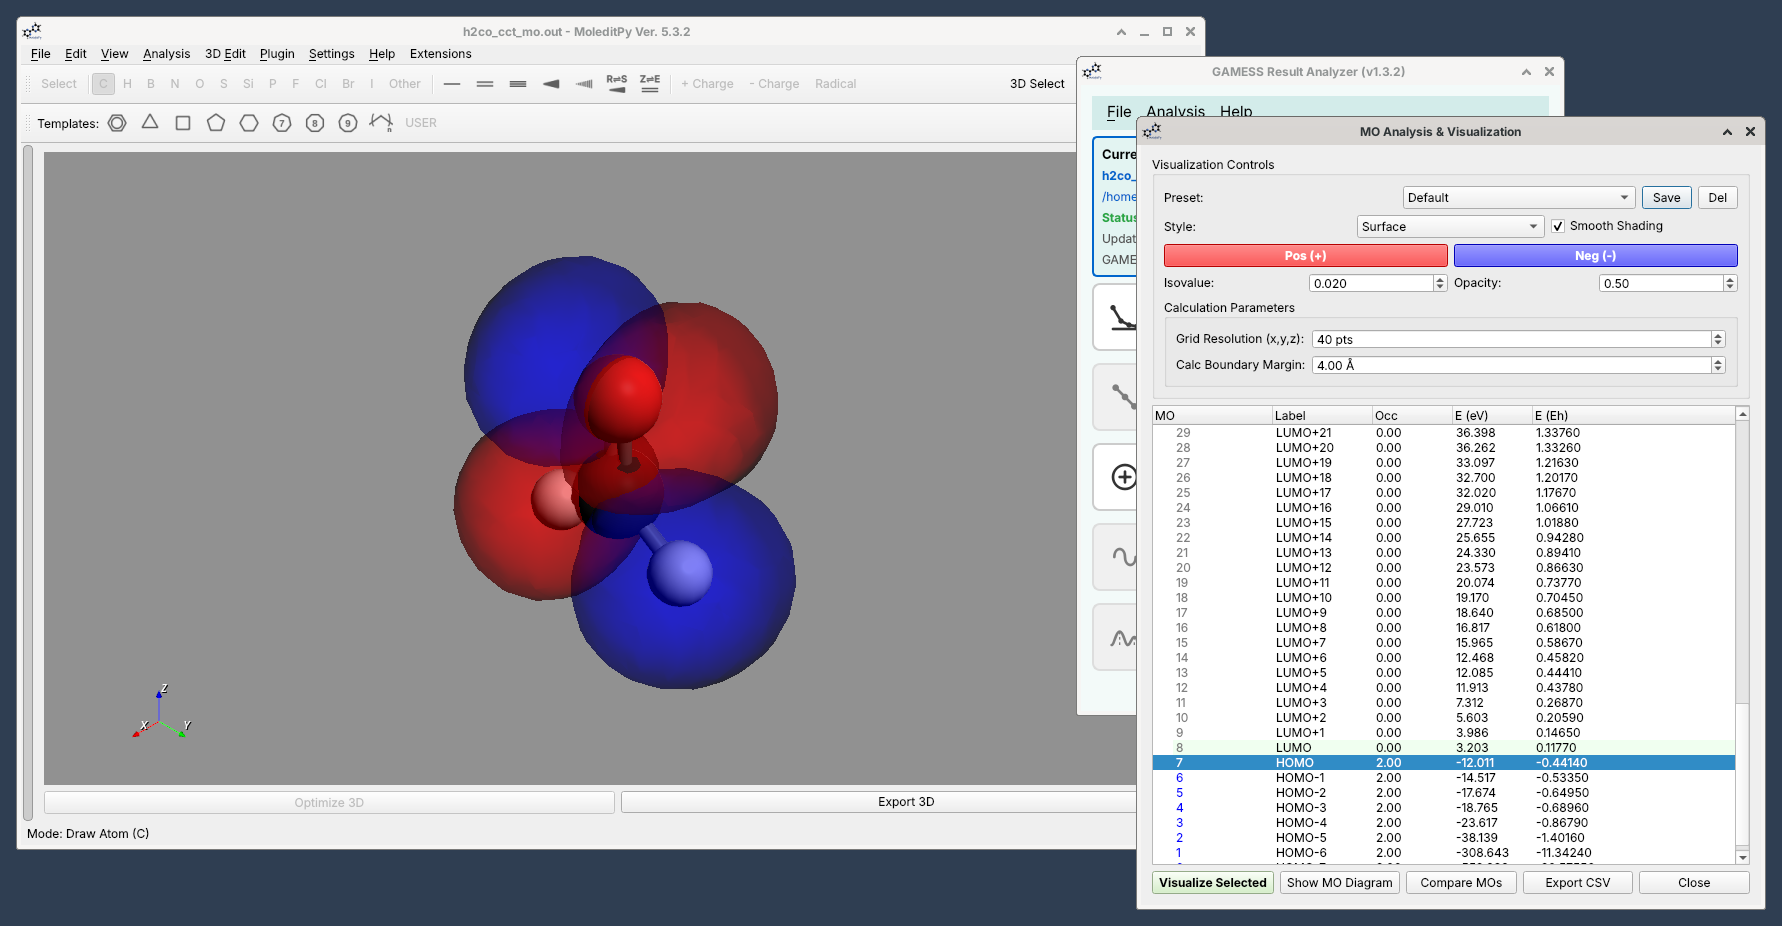 h2co_cct_mo.out - MoleditPy Ver. 5.3.2
File Edit View Analysis 3D Edit Plugin Settings Help Extensions
Select C H B N O S Si P F Cl Br I Other R⇌S Z⇌E + Charge - Charge Radical 3D Select
Templates: 7 8 9 n USER
Z
X Y
Optimize 3D Export 3D
Mode: Draw Atom (C)
GAMESS Result Analyzer (v1.3.2)
File Analysis Help
Curre
h2co_
/home
Status
Updat
GAME
MO Analysis & Visualization
Visualization Controls
Preset: Default Save Del
Style: Surface Smooth Shading
Pos (+) Neg (-)
Isovalue: 0.020 Opacity: 0.50
Calculation Parameters
Grid Resolution (x,y,z): 40 pts
Calc Boundary Margin: 4.00 Å
MO Label Occ E (eV) E (Eh)
29 LUMO+21 0.00 36.398 1.33760
28 LUMO+20 0.00 36.262 1.33260
27 LUMO+19 0.00 33.097 1.21630
26 LUMO+18 0.00 32.700 1.20170
25 LUMO+17 0.00 32.020 1.17670
24 LUMO+16 0.00 29.010 1.06610
23 LUMO+15 0.00 27.723 1.01880
22 LUMO+14 0.00 25.655 0.94280
21 LUMO+13 0.00 24.330 0.89410
20 LUMO+12 0.00 23.573 0.86630
19 LUMO+11 0.00 20.074 0.73770
18 LUMO+10 0.00 19.170 0.70450
17 LUMO+9 0.00 18.640 0.68500
16 LUMO+8 0.00 16.817 0.61800
15 LUMO+7 0.00 15.965 0.58670
14 LUMO+6 0.00 12.468 0.45820
13 LUMO+5 0.00 12.085 0.44410
12 LUMO+4 0.00 11.913 0.43780
11 LUMO+3 0.00 7.312 0.26870
10 LUMO+2 0.00 5.603 0.20590
9 LUMO+1 0.00 3.986 0.14650
8 LUMO 0.00 3.203 0.11770
7 HOMO 2.00 -12.011 -0.44140
6 HOMO-1 2.00 -14.517 -0.53350
5 HOMO-2 2.00 -17.674 -0.64950
4 HOMO-3 2.00 -18.765 -0.68960
3 HOMO-4 2.00 -23.617 -0.86790
2 HOMO-5 2.00 -38.139 -1.40160
1 HOMO-6 2.00 -308.643 -11.34240
Visualize Selected Show MO Diagram Compare MOs Export CSV Close